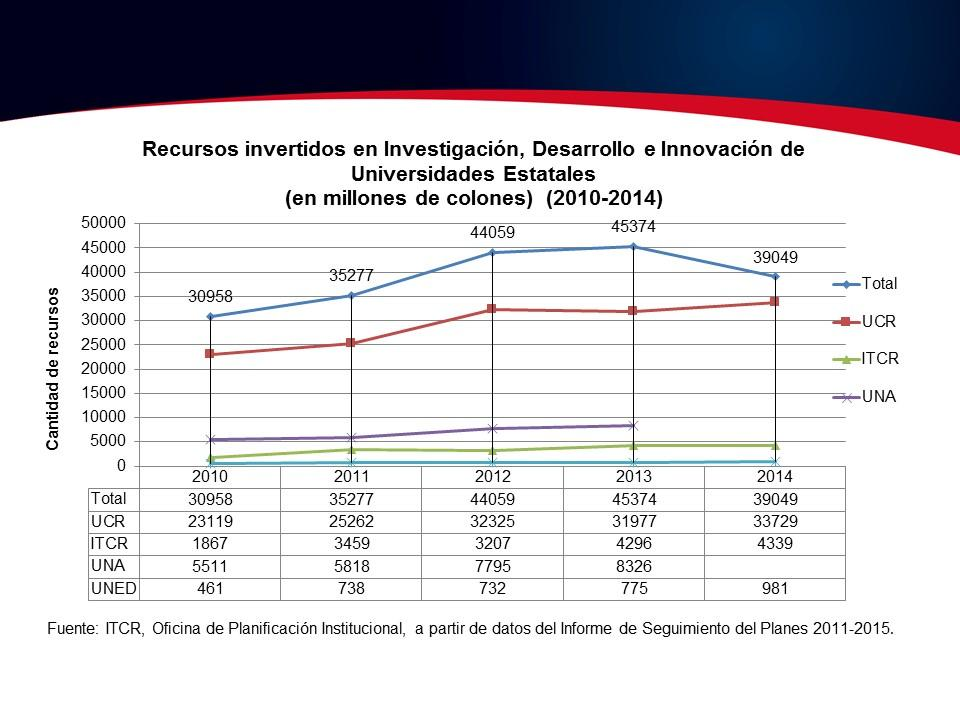 Recursos invertidos en Investigación, Desarrollo e Innovación de
Universidades Estatales
(en millones de colones) (2010-2014)
Cantidad de recursos
50000
45000
40000
35000
30000
25000
20000
15000
10000
5000
0
30958
35277
44059
45374
39049
Total
UCR
ITCR
UNA
2010 2011 2012 2013 2014
Total 30958 35277 44059 45374 39049
UCR 23119 25262 32325 31977 33729
ITCR 1867 3459 3207 4296 4339
UNA 5511 5818 7795 8326
UNED 461 738 732 775 981
Fuente: ITCR, Oficina de Planificación Institucional, a partir de datos del Informe de Seguimiento del Planes 2011-2015.